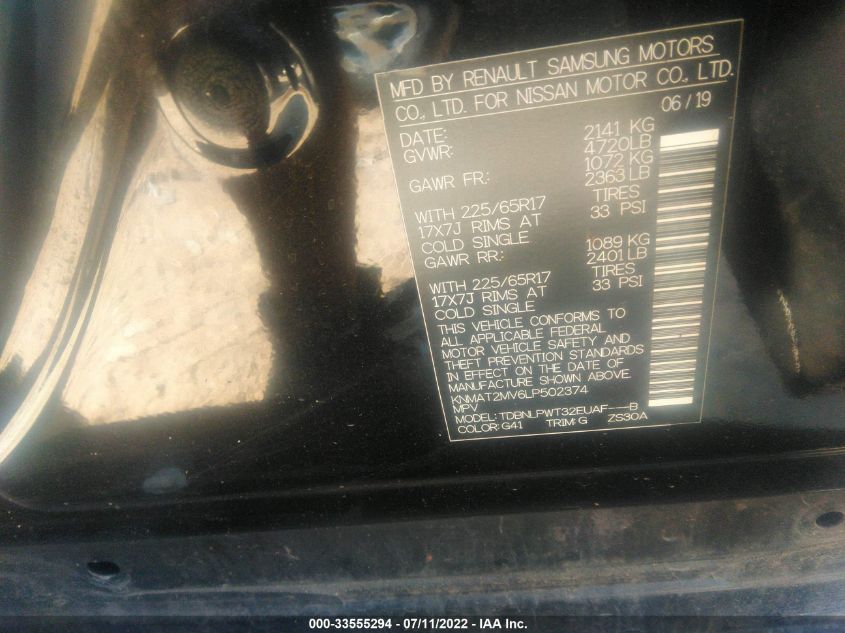 MFD BY RENAULT SAMSUNG MOTORS
CO., LTD. FOR NISSAN MOTOR CO., LTD.
DATE: 06/19
GVWR: 2141 KG
4720LB
GAWR FR.: 1072 KG
2363 LB
WITH 225/65R17 TIRES
17X7J RIMS AT 33 PSI
COLD SINGLE
GAWR RR.: 1089 KG
2401 LB
WITH 225/65R17 TIRES
17X7J RIMS AT 33 PSI
COLD SINGLE
THIS VEHICLE CONFORMS TO
ALL APPLICABLE FEDERAL
MOTOR VEHICLE SAFETY AND
THEFT PREVENTION STANDARDS
IN EFFECT ON THE DATE OF
MANUFACTURE SHOWN ABOVE.
KNMAT2MV6LP502374
MPV
MODEL: TDBNLPWT32EUAF---B
COLOR: G41 TRIM: G ZS30A
000-33555294 - 07/11/2022 - IAA Inc.